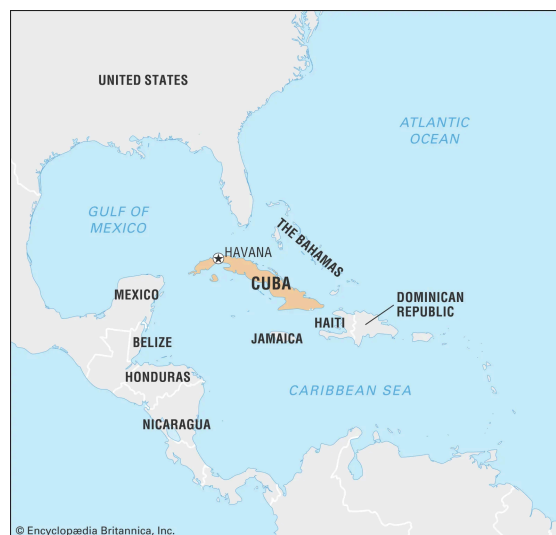 UNITED STATES
ATLANTIC
OCEAN
GULF OF
MEXICO
THE BAHAMAS
HAVANA
CUBA
MEXICO
DOMINICAN
REPUBLIC
HAITI
JAMAICA
BELIZE
HONDURAS
CARIBBEAN SEA
NICARAGUA
© Encyclopædia Britannica, Inc.